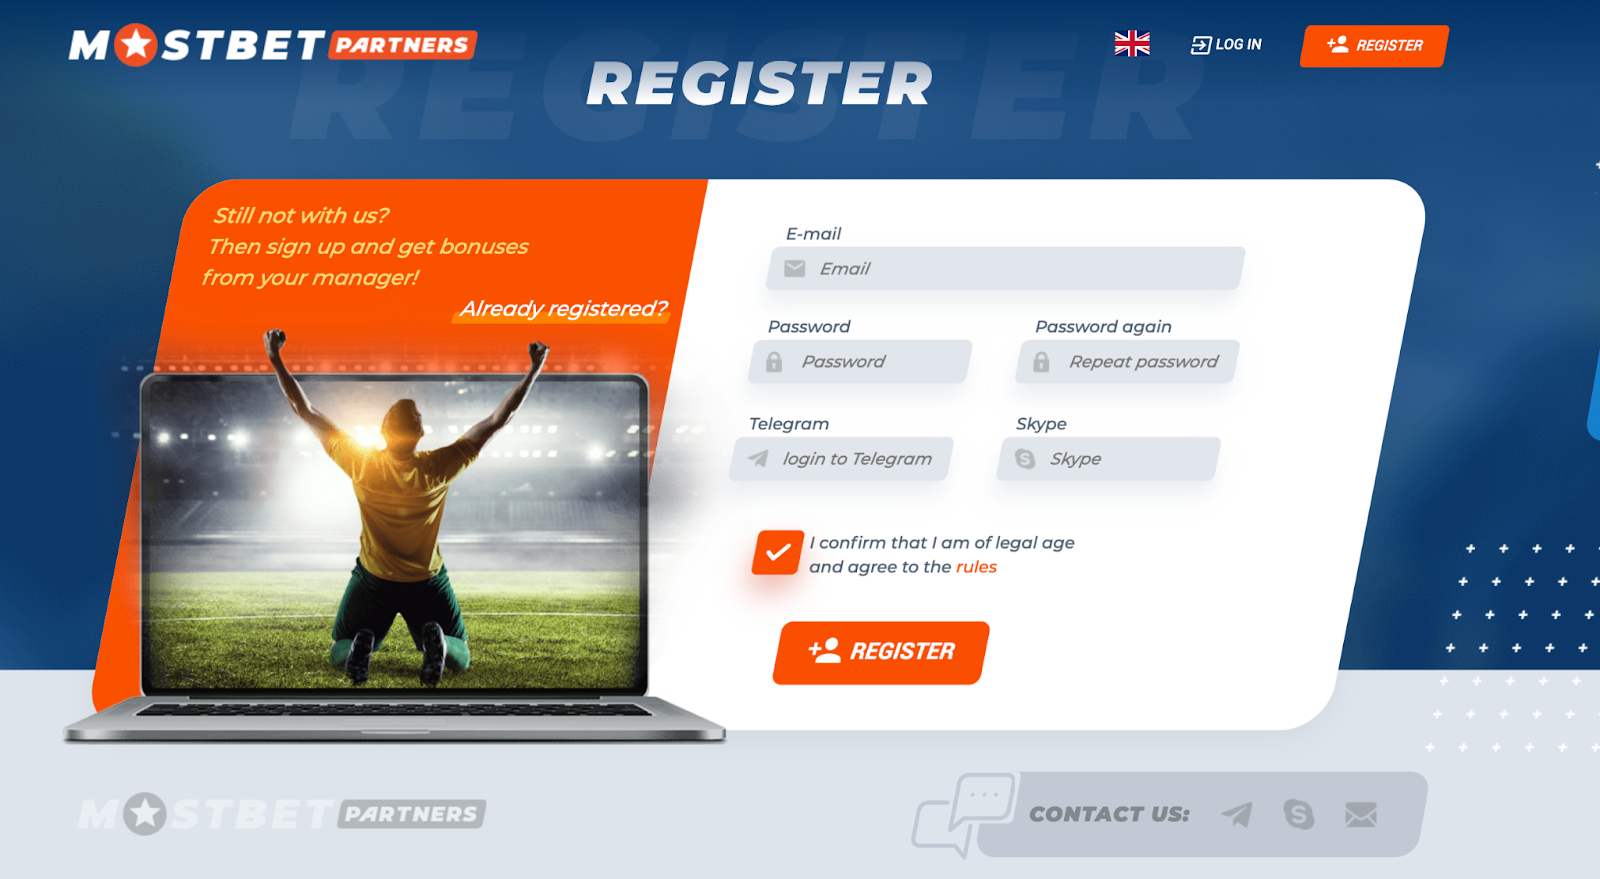 MOSTBET PARTNERS
LOG IN
REGISTER
REGISTER
REGISTER
Still not with us?
Then sign up and get bonuses
from your manager!
Already registered?
E-mail
Email
Password
Password again
Password
Repeat password
Telegram
Skype
login to Telegram
Skype
I confirm that I am of legal age
and agree to the rules
REGISTER
MOSTBET PARTNERS
CONTACT US: